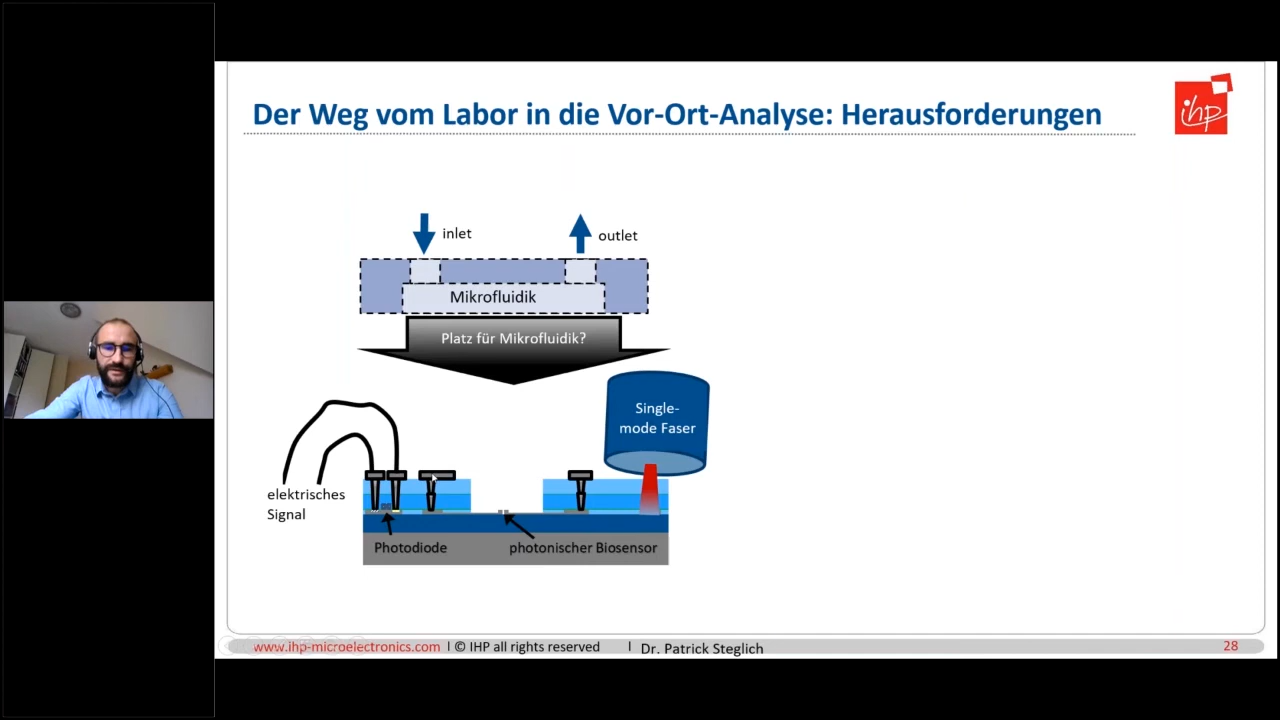 Der Weg vom Labor in die Vor-Ort-Analyse: Herausforderungen
ihp
inlet
outlet
Mikrofluidik
Platz für Mikrofluidik?
Single-
mode Faser
elektrisches
Signal
Photodiode
photonischer Biosensor
www.ihp-microelectronics.com I © IHP all rights reserved I Dr. Patrick Steglich
28